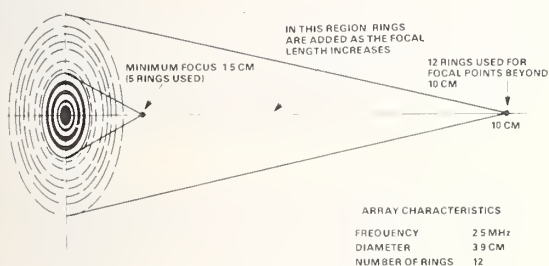 IN THIS REGION RINGS
ARE ADDED AS THE FOCAL
LENGTH INCREASES
MINIMUM FOCUS 1 5 CM
(5 RINGS USED)
12 RINGS USED FOR
FOCAL POINTS BEYOND
10 CM
10 CM
ARRAY CHARACTERISTICS
FREQUENCY 2 5 MHz
DIAMETER 3 9 CM
NUMBER OF RINGS 12